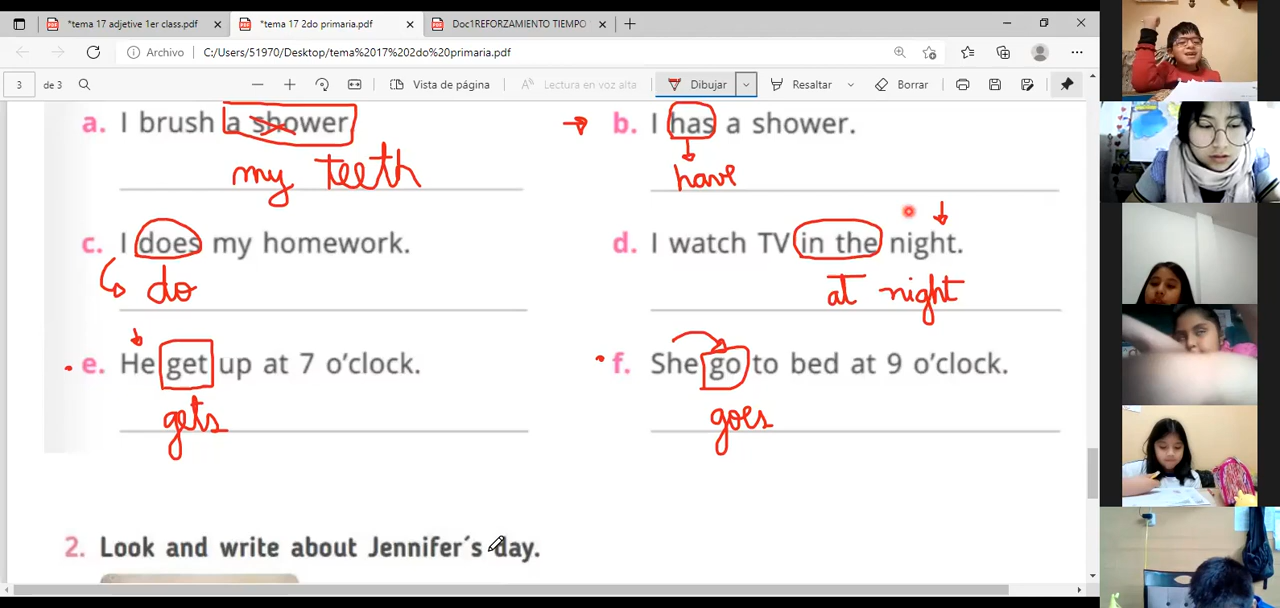 *tema 17 adjetive 1er class.pdf
*tema 17 2do primaria.pdf
Doc1REFORZAMIENTO TIEMPO
Archivo
C:/Users/51970/Desktop/tema%2017%202do%20primaria.pdf
3 de 3
Vista de página
Lectura en voz alta
Dibujar
Resaltar
Borrar
a. I brush a shower
my teeth
b. I has a shower.
have
c. I does my homework.
do
d. I watch TV in the night.
at night
e. He get up at 7 o'clock.
gets
f. She go to bed at 9 o'clock.
goes
2. Look and write about Jennifer´s day.